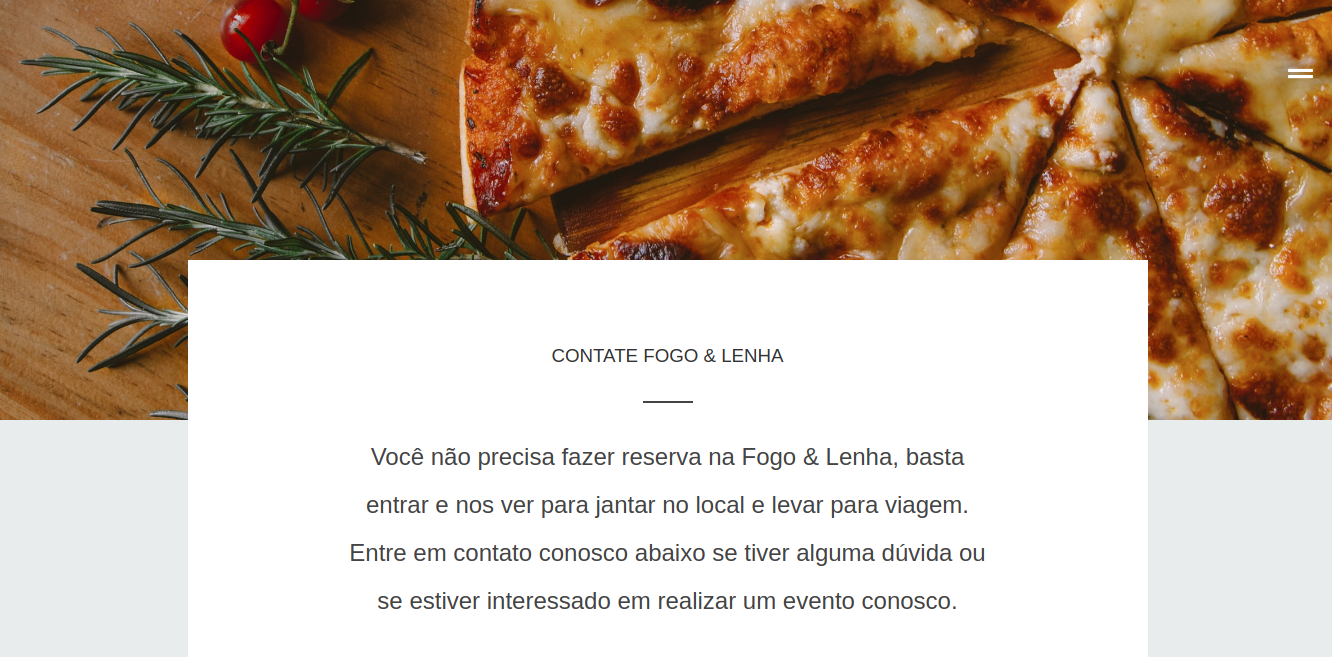 CONTATE FOGO & LENHA
Você não precisa fazer reserva na Fogo & Lenha, basta
entrar e nos ver para jantar no local e levar para viagem.
Entre em contato conosco abaixo se tiver alguma dúvida ou
se estiver interessado em realizar um evento conosco.